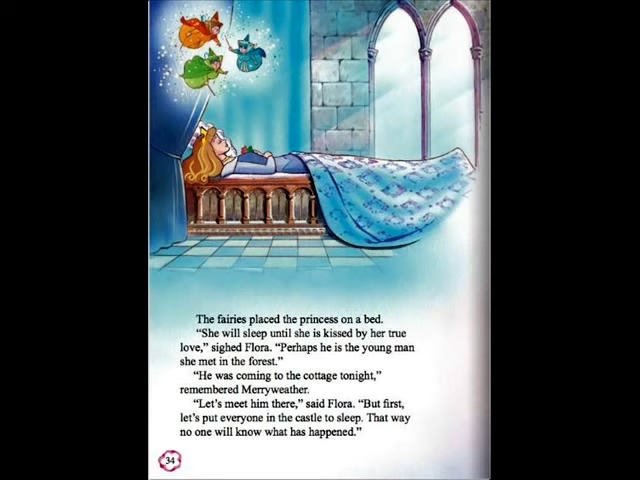 The fairies placed the princess on a bed.
“She will sleep until she is kissed by her true
love,” sighed Flora. “Perhaps he is the young man
she met in the forest.”
“He was coming to the cottage tonight,”
remembered Merryweather.
“Let’s meet him there,” said Flora. “But first,
let’s put everyone in the castle to sleep. That way
no one will know what has happened.”
34